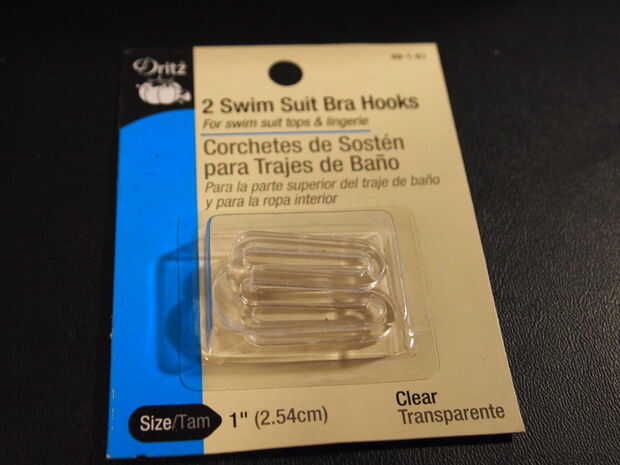 Dritz
2 Swim Suit Bra Hooks
For swim suit tops & lingerie
Corchetes de Sostén
para Trajes de Baño
Para la parte superior del traje de baño
y para la ropa interior
Size/Tam 1" (2.54cm)
Clear
Transparente